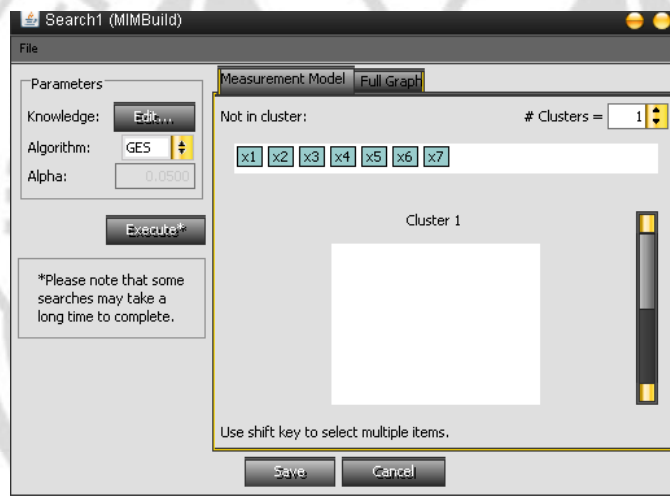 Search1 (MIMBuild)
File
Parameters
Knowledge: Edit...
Algorithm: GES
Alpha: 0.0500
Execute*
*Please note that some
searches may take a
long time to complete.
Measurement Model Full Graph
Not in cluster: # Clusters = 1
x1 x2 x3 x4 x5 x6 x7
Cluster 1
Use shift key to select multiple items.
Save Cancel